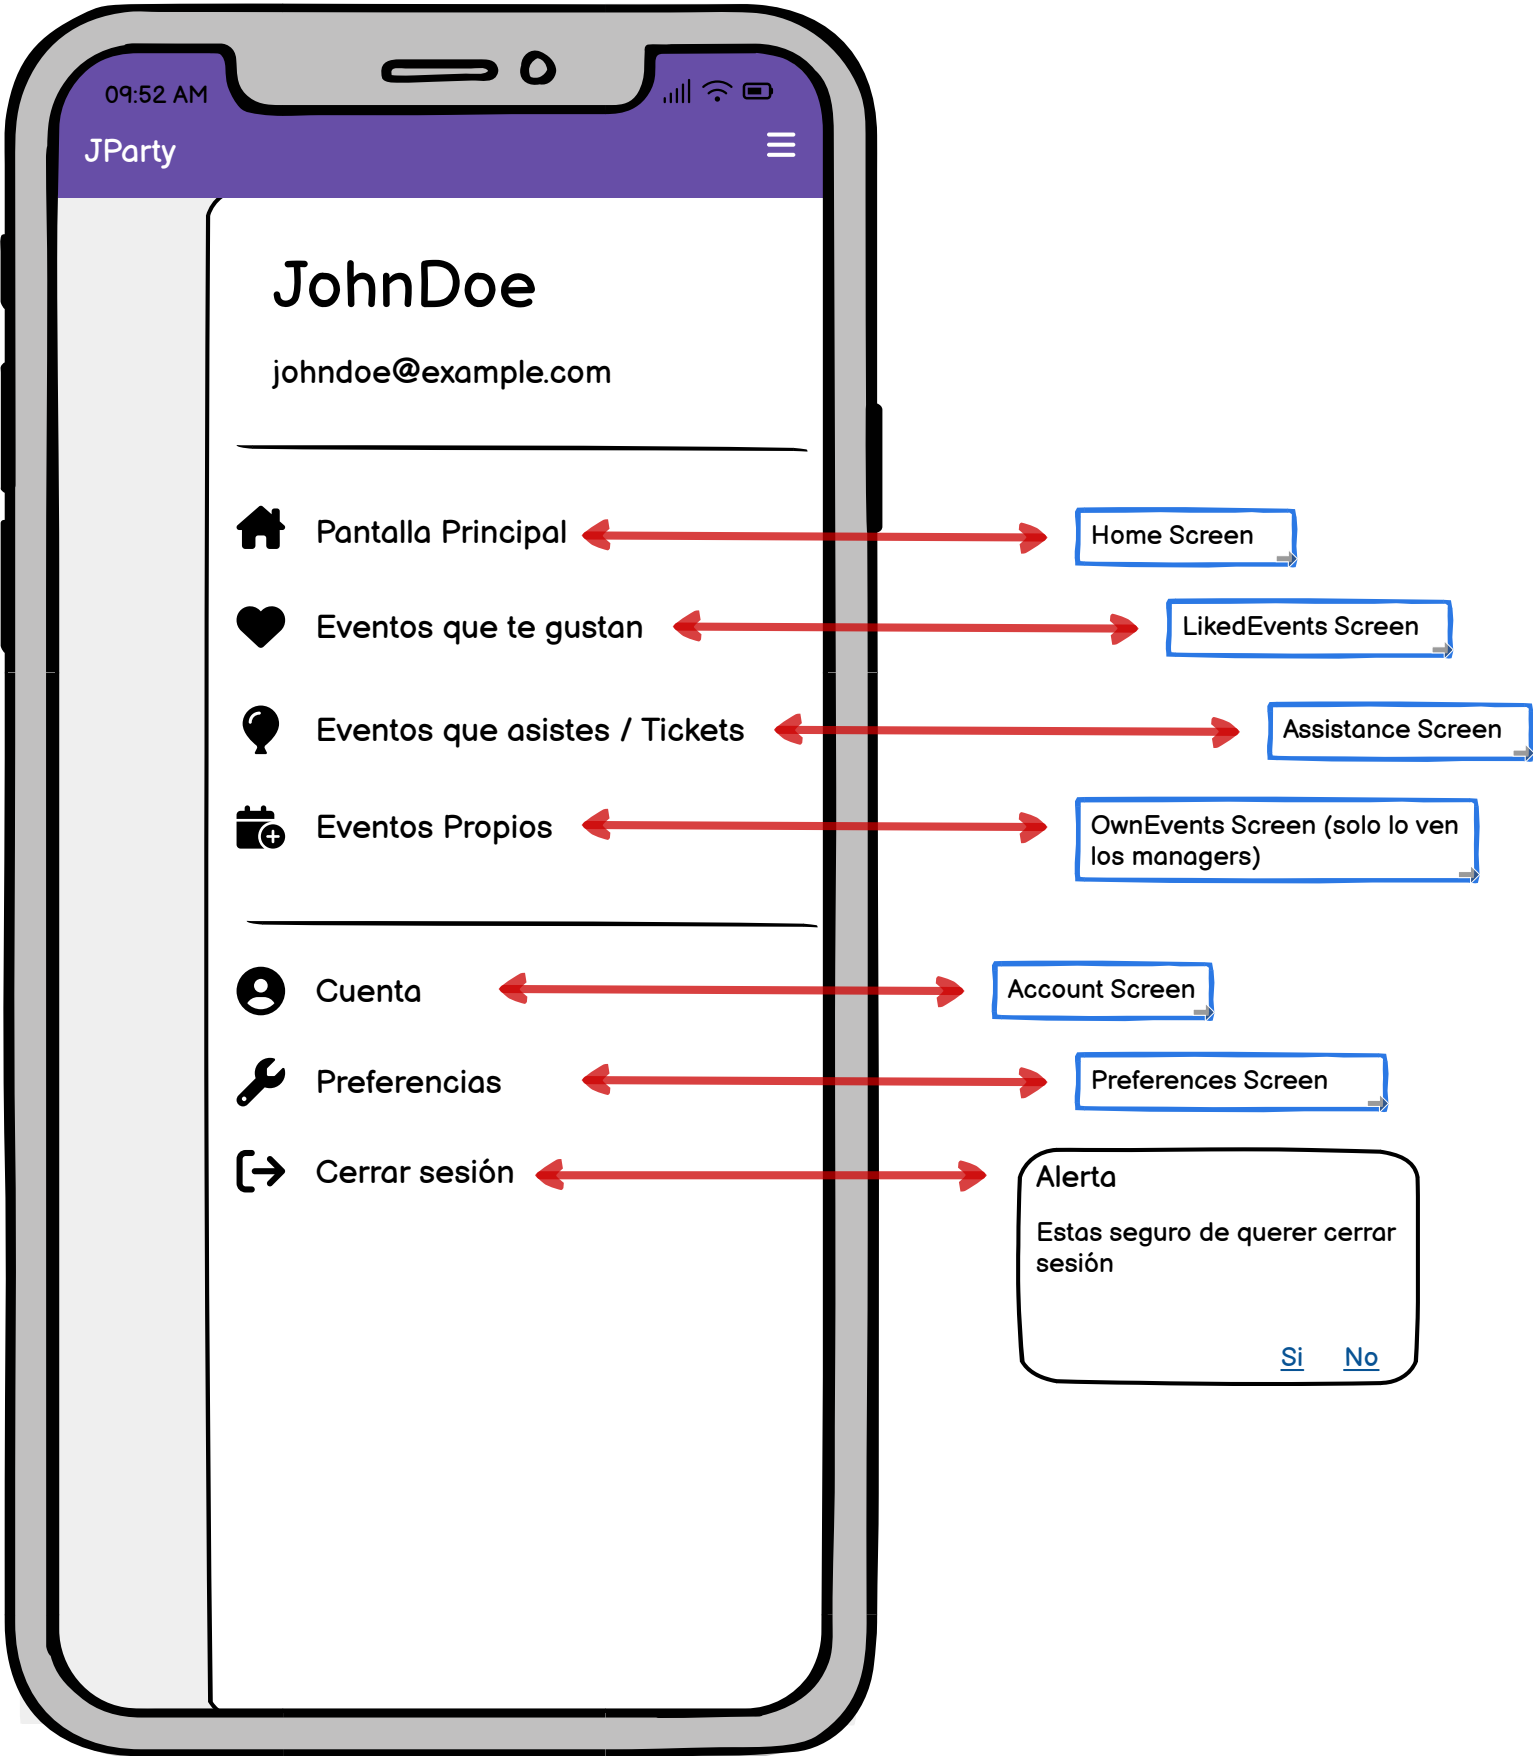 09:52 AM
JParty
JohnDoe
johndoe@example.com
Pantalla Principal
Home Screen
Eventos que te gustan
LikedEvents Screen
Eventos que asistes / Tickets
Assistance Screen
Eventos Propios
OwnEvents Screen (solo lo ven
los managers)
Cuenta
Account Screen
Preferencias
Preferences Screen
Cerrar sesión
Alerta
Estas seguro de querer cerrar
sesión
Si No